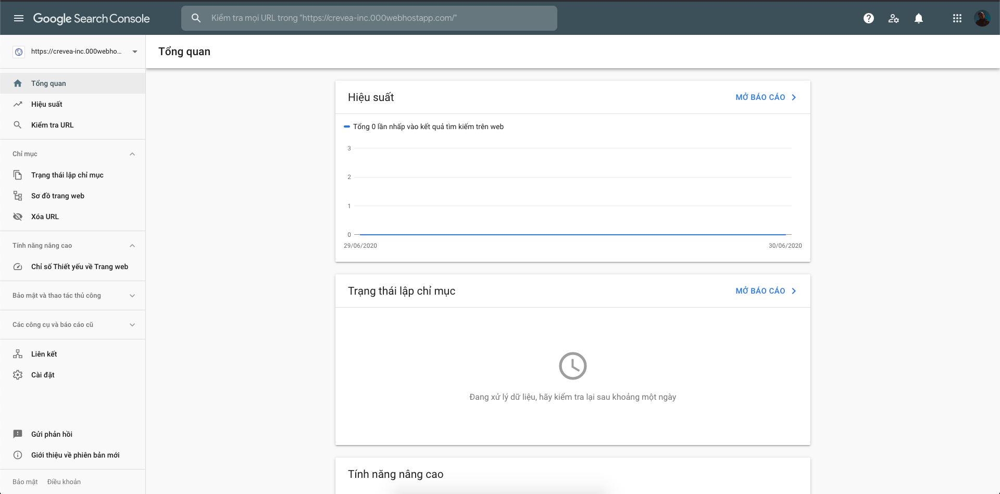 Google Search Console
Kiểm tra mọi URL trong "https://crevea-inc.000webhostapp.com/"
https://crevea-inc.000webho...
Tổng quan
Tổng quan
Hiệu suất
Kiểm tra URL
Chỉ mục
Trạng thái lập chỉ mục
Sơ đồ trang web
Xóa URL
Tính năng nâng cao
Chỉ số Thiết yếu về Trang web
Bảo mật và thao tác thủ công
Các công cụ và báo cáo cũ
Liên kết
Cài đặt
Gửi phản hồi
Giới thiệu về phiên bản mới
Bảo mật Điều khoản
Hiệu suất
MỞ BÁO CÁO
Tổng 0 lần nhấp vào kết quả tìm kiếm trên web
3
2
1
0
29/06/2020 30/06/2020
Trạng thái lập chỉ mục
MỞ BÁO CÁO
Đang xử lý dữ liệu, hãy kiểm tra lại sau khoảng một ngày
Tính năng nâng cao